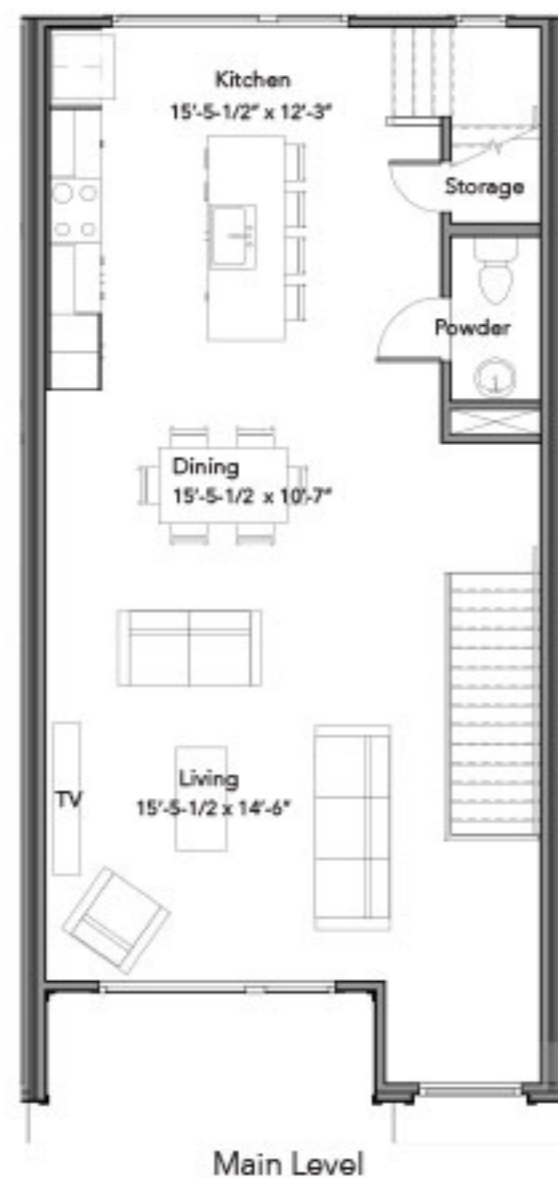 Kitchen
15'-5-1/2" x 12'-3"
Storage
Powder
Dining
15'-5-1/2 x 10'-7"
Living
15'-5-1/2 x 14'-6"
TV
Main Level